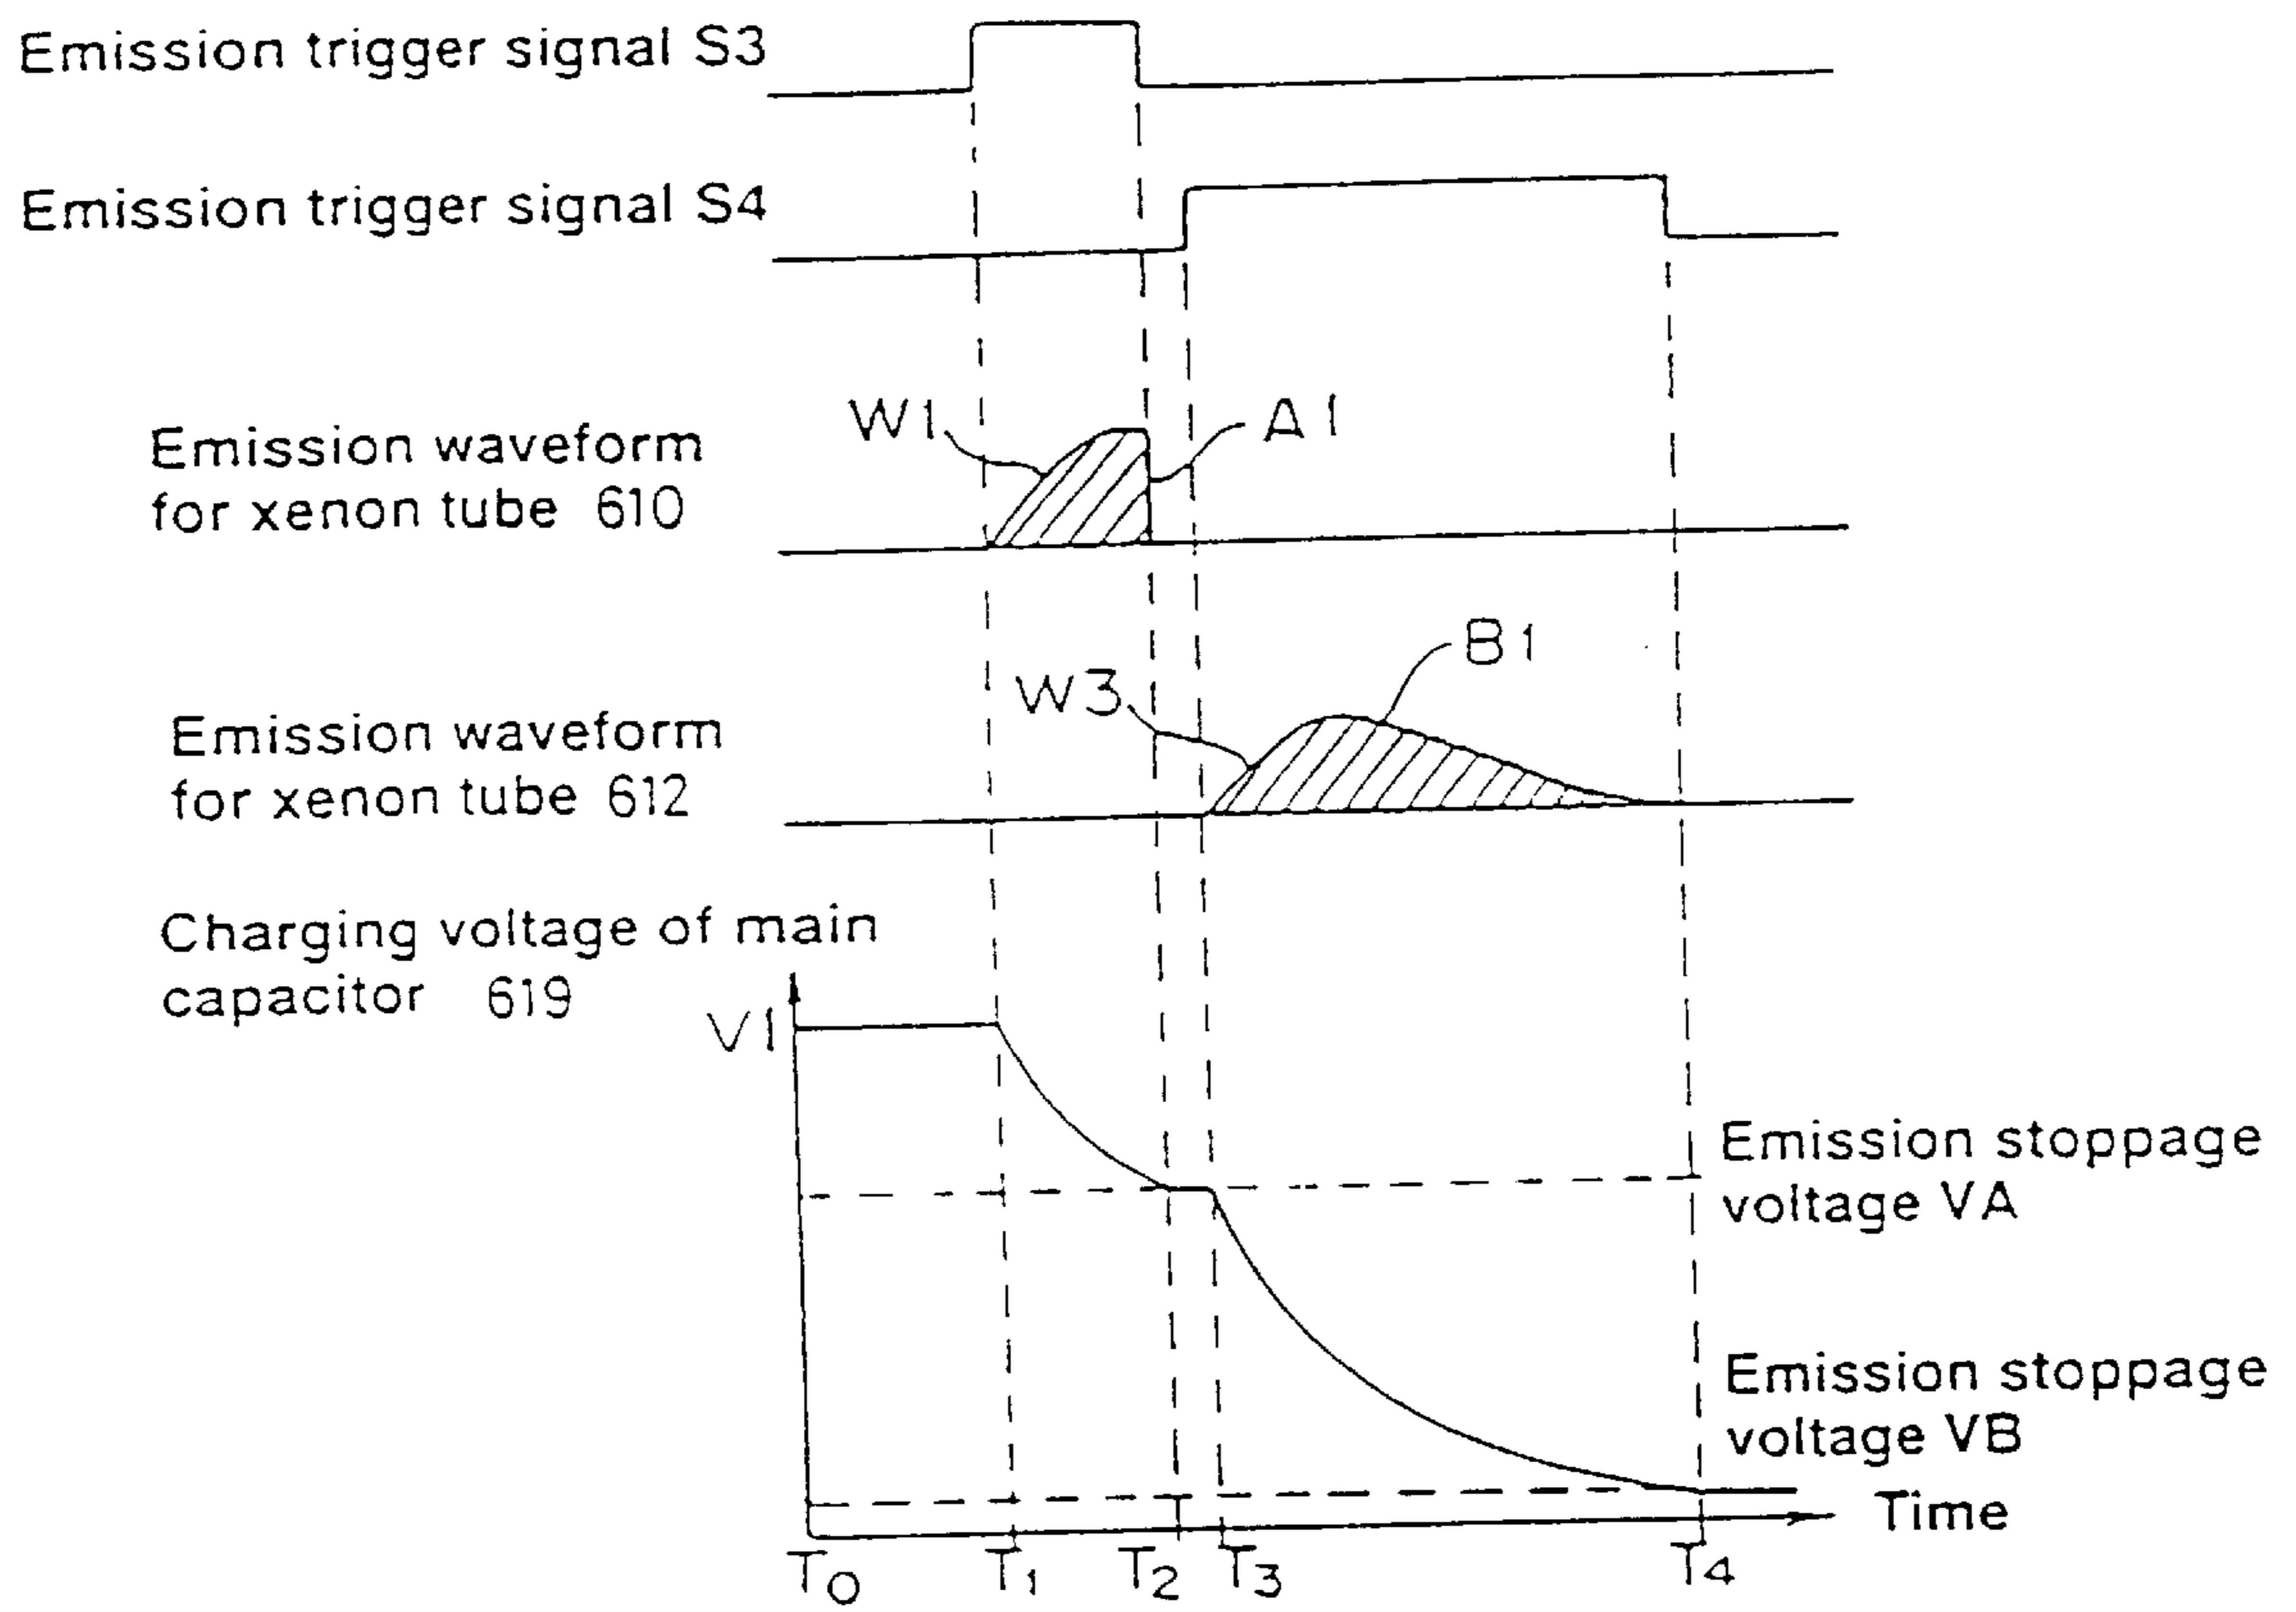 Emission trigger signal S3
Emission trigger signal S4
W1
A1
Emission waveform
for xenon tube 610
B1
W3
Emission waveform
for xenon tube 612
Charging voltage of main
capacitor 619
V1
Emission stoppage
voltage VA
Emission stoppage
voltage VB
Time
T0 T1 T2 T3 T4